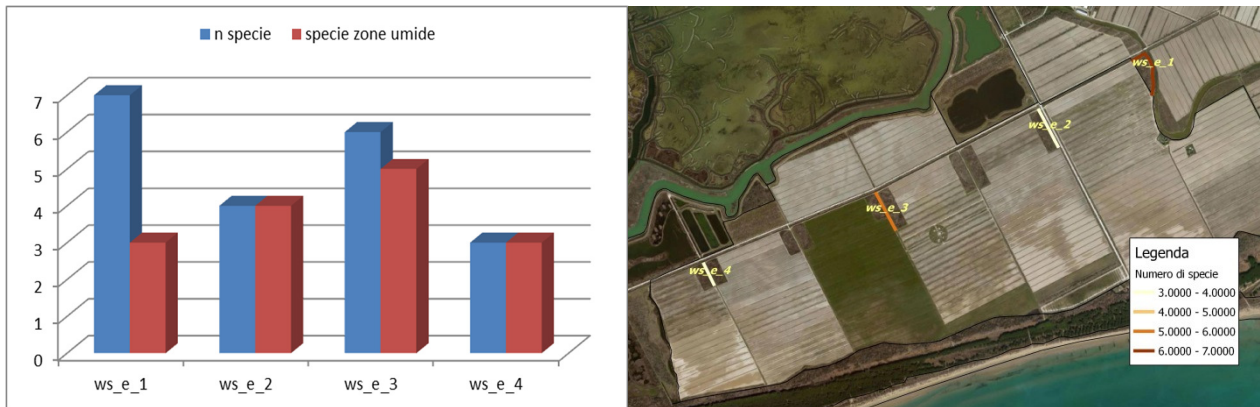 n specie specie zone umide
7
6
5
4
3
2
1
0
ws_e_1 ws_e_2 ws_e_3 ws_e_4
ws_e_1
ws_e_2
ws_e_3
ws_e_4
Legenda
Numero di specie
3.0000 - 4.0000
4.0000 - 5.0000
5.0000 - 6.0000
6.0000 - 7.0000